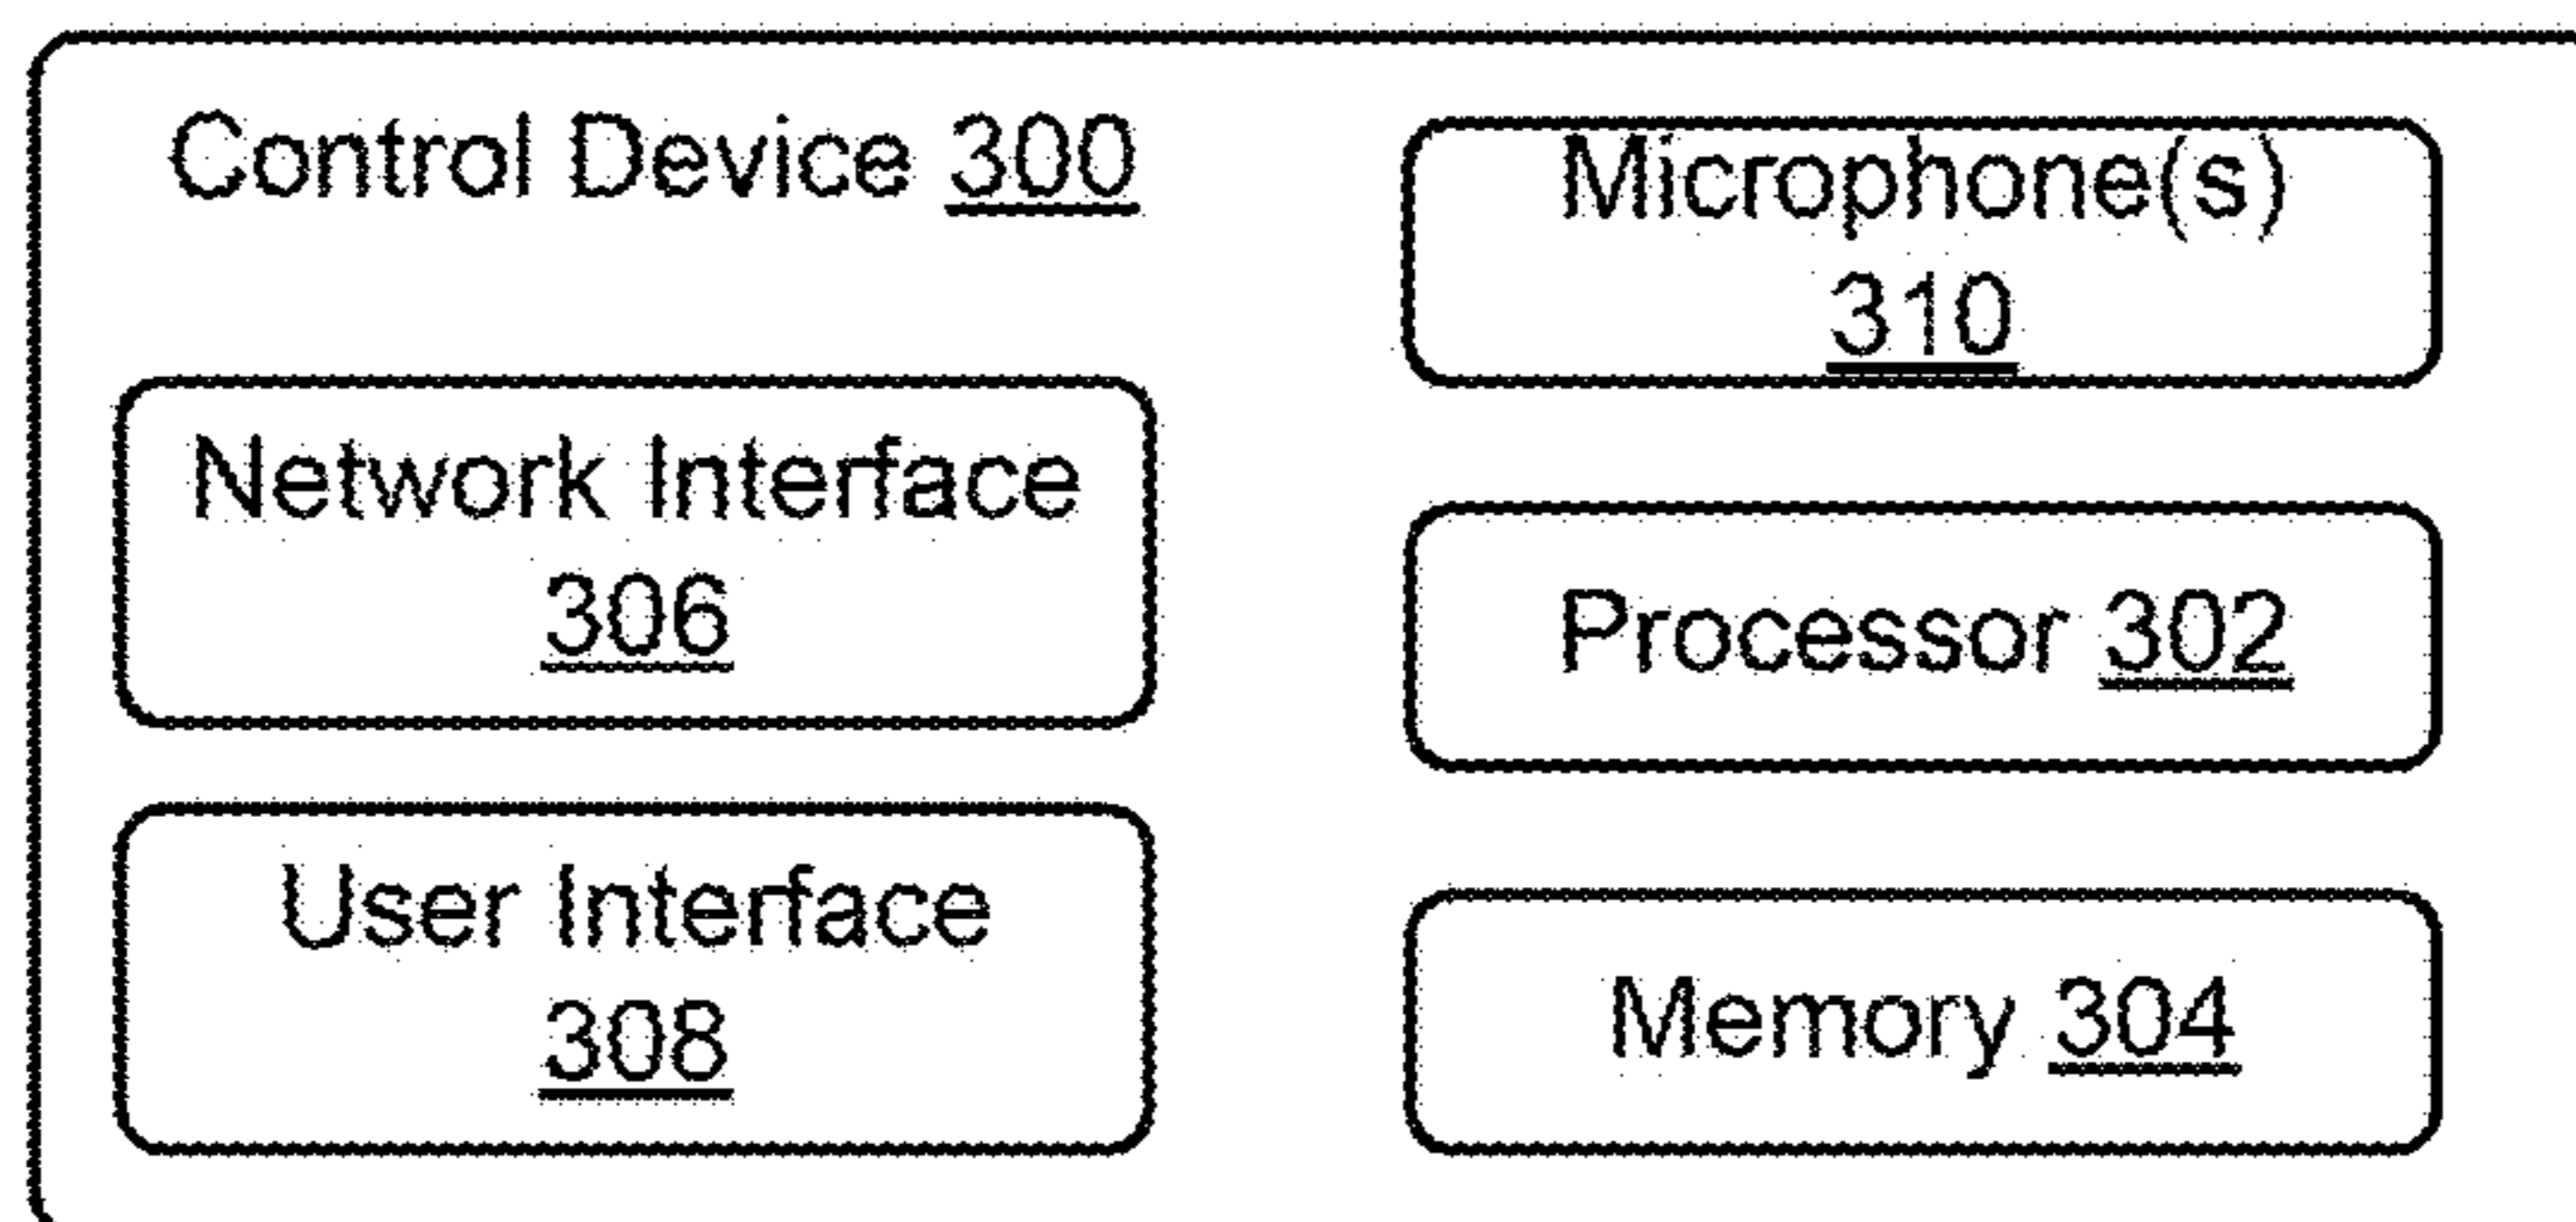 Control Device 300
Microphone(s)
310
Network Interface
306
Processor 302
User Interface
308
Memory 304